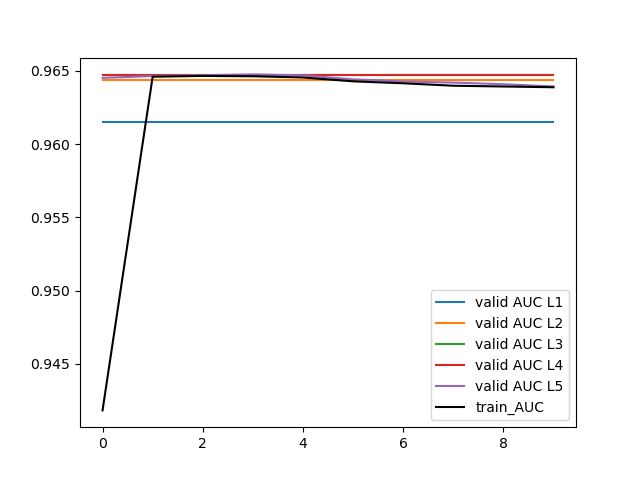 0.965
0.960
0.955
0.950
0.945
0 2 4 6 8
valid AUC L1
valid AUC L2
valid AUC L3
valid AUC L4
valid AUC L5
train_AUC